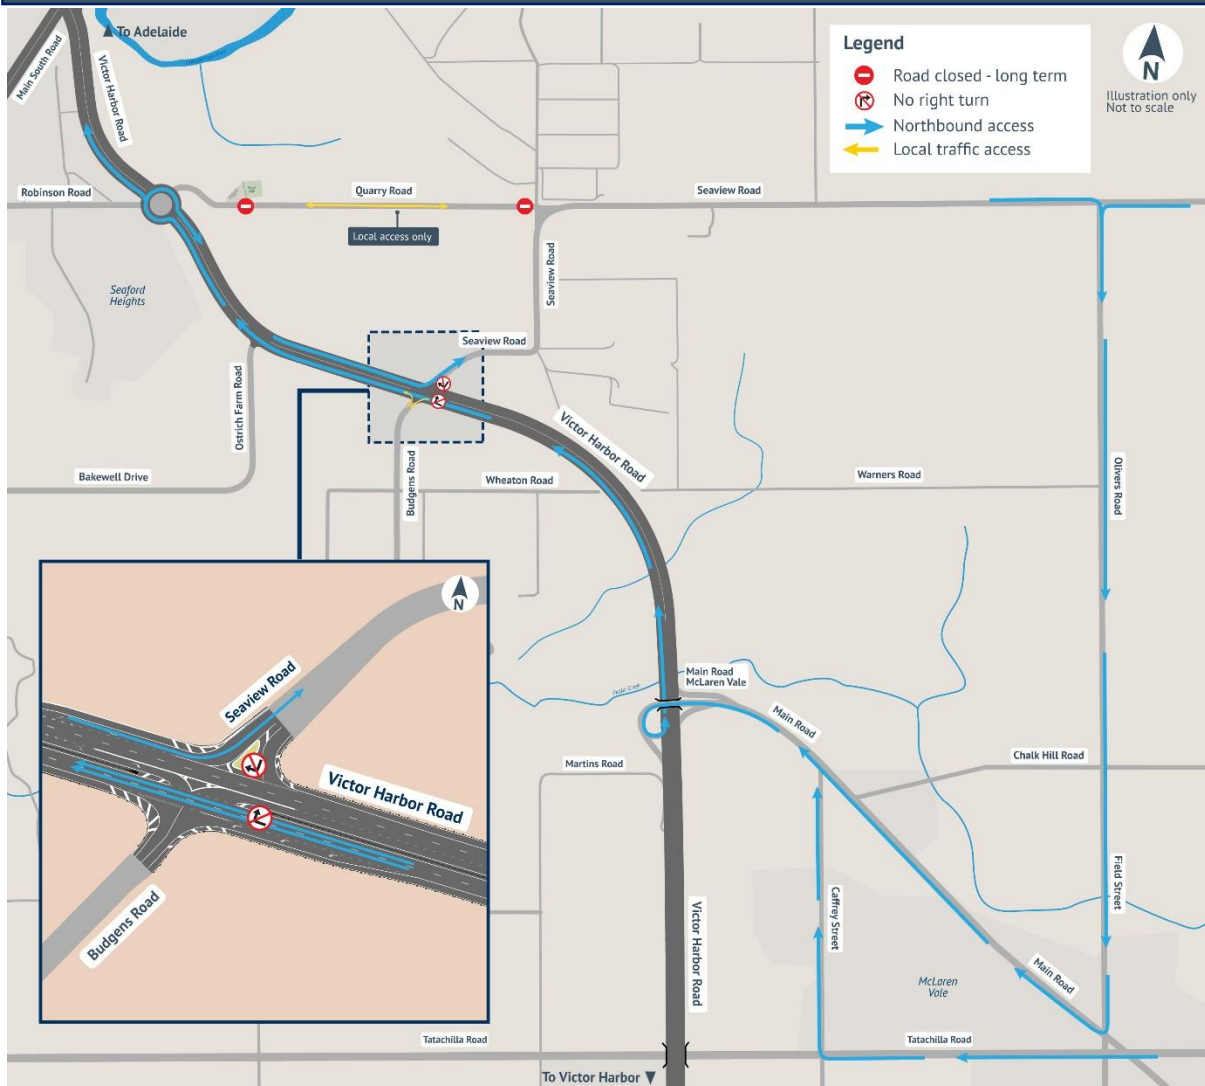 To Adelaide
Main South Road
Victor Harbor Road
Legend
Road closed - long term
No right turn
Northbound access
Local traffic access
N
Illustration only
Not to scale
Robinson Road
Quarry Road
Seaview Road
Local access only
Seaview Road
Seaford
Heights
Seaview Road
Ostrich Farm Road
Victor Harbor Road
Budgens Road
Bakewell Drive
Wheaton Road
Warners Road
Olivers Road
N
Seaview Road
Victor Harbor Road
Budgens Road
Main Road
McLaren Vale
Main Road
Martins Road
Chalk Hill Road
Caffrey Street
Field Street
Victor Harbor Road
McLaren
Vale
Main Road
Tatachilla Road
Tatachilla Road
To Victor Harbor